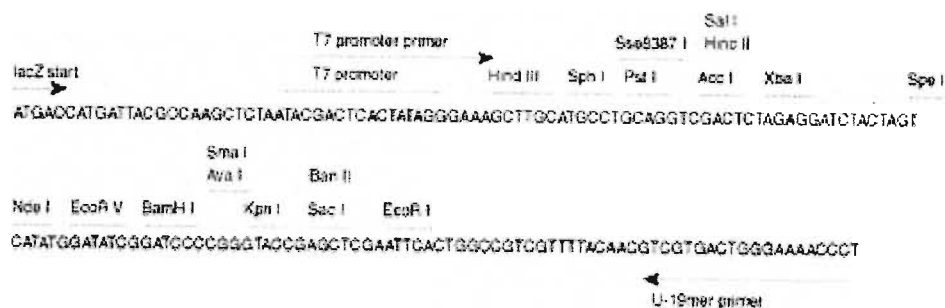 Sal I
T7 promoter primer Sse8387 I Hinc II
lacZ start T7 promoter Hind III Sph I Pst I Acc I Xba I Spe I
ATGACCATGATTACGCCAAGCTCTAATACGACTCACTATAGGGAAAGCTTGCATGCCTGCAGGTCGACTCTAGAGGATCTACTAGT
Sma I
Ava I Ban II
Nde I EcoR V BamH I Kpn I Sac I EcoR I
CATATGGATATCGGATCCCCGGGTACCGAGCTCGAATTCACTGGCCGTCGTTTTACAACGTCGTGACTGGGAAAACCCT
U-19mer primer